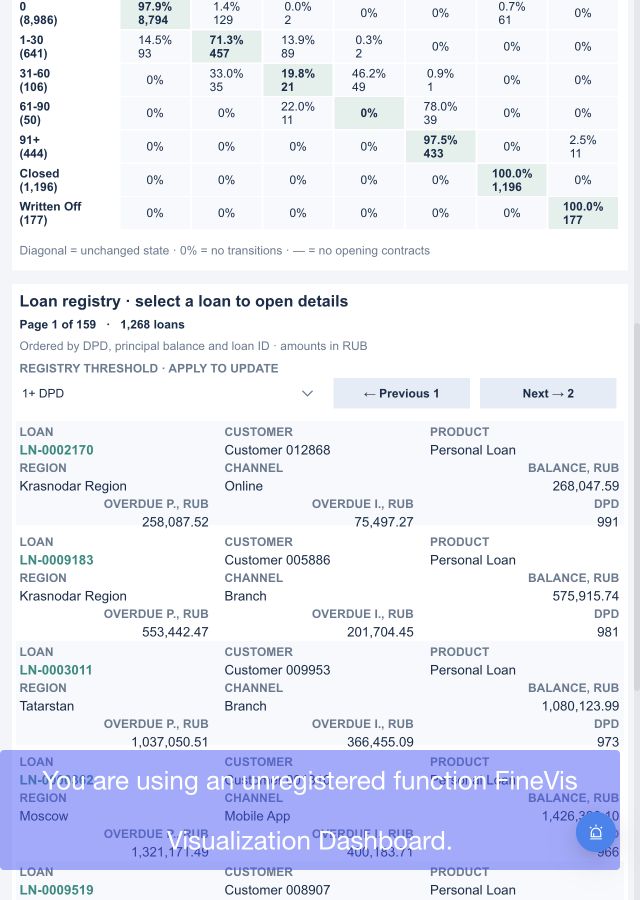 0 97.9% 1.4% 0.0% 0% 0% 0.7% 0%
(8,986) 8,794 129 2 61
1-30 14.5% 71.3% 13.9% 0.3% 0% 0% 0%
(641) 93 457 89 2
31-60 0% 33.0% 19.8% 46.2% 0.9% 0% 0%
(106) 35 21 49 1
61-90 0% 0% 22.0% 0% 78.0% 0% 0%
(50) 11 39
91+ 0% 0% 0% 0% 97.5% 0% 2.5%
(444) 433 11
Closed 0% 0% 0% 0% 0% 100.0% 0%
(1,196) 1,196
Written Off 0% 0% 0% 0% 0% 0% 100.0%
(177) 177
Diagonal = unchanged state · 0% = no transitions · — = no opening contracts
Loan registry · select a loan to open details
Page 1 of 159 · 1,268 loans
Ordered by DPD, principal balance and loan ID · amounts in RUB
REGISTRY THRESHOLD · APPLY TO UPDATE
1+ DPD ← Previous 1 Next → 2
LOAN CUSTOMER PRODUCT
LN-0002170 Customer 012868 Personal Loan
REGION CHANNEL BALANCE, RUB
Krasnodar Region Online 268,047.59
OVERDUE P., RUB OVERDUE I., RUB DPD
258,087.52 75,497.27 991
LOAN CUSTOMER PRODUCT
LN-0009183 Customer 005886 Personal Loan
REGION CHANNEL BALANCE, RUB
Krasnodar Region Branch 575,915.74
OVERDUE P., RUB OVERDUE I., RUB DPD
553,442.47 201,704.45 981
LOAN CUSTOMER PRODUCT
LN-0003011 Customer 009953 Personal Loan
REGION CHANNEL BALANCE, RUB
Tatarstan Branch 1,080,123.99
OVERDUE P., RUB OVERDUE I., RUB DPD
1,037,050.51 366,455.09 973
LOAN CUSTOMER PRODUCT
You are using an unregistered function FineVis
Customer Personal Loan
REGION CHANNEL BALANCE, RUB
Moscow Mobile App
Visualization Dashboard.
OVERDUE P., RUB OVERDUE I., RUB
1,321,171.49 400,183.71 966
LOAN CUSTOMER PRODUCT
LN-0009519 Customer 008907 Personal Loan